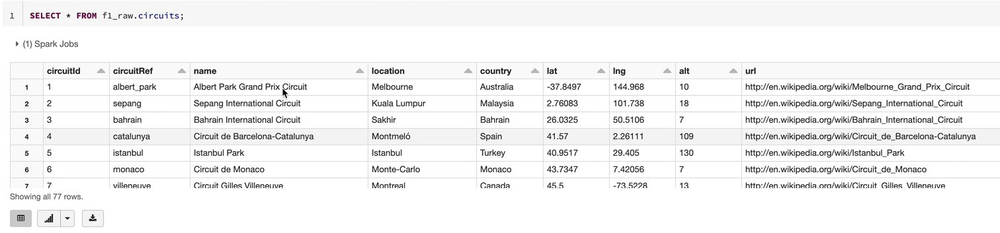 1 SELECT * FROM f1_raw.circuits;
(1) Spark Jobs
circuitId circuitRef name location country lat lng alt url
1 1 albert_park Albert Park Grand Prix Circuit Melbourne Australia -37.8497 144.968 10 http://en.wikipedia.org/wiki/Melbourne_Grand_Prix_Circuit
2 2 sepang Sepang International Circuit Kuala Lumpur Malaysia 2.76083 101.738 18 http://en.wikipedia.org/wiki/Sepang_International_Circuit
3 3 bahrain Bahrain International Circuit Sakhir Bahrain 26.0325 50.5106 7 http://en.wikipedia.org/wiki/Bahrain_International_Circuit
4 4 catalunya Circuit de Barcelona-Catalunya Montmeló Spain 41.57 2.26111 109 http://en.wikipedia.org/wiki/Circuit_de_Barcelona-Catalunya
5 5 istanbul Istanbul Park Istanbul Turkey 40.9517 29.405 130 http://en.wikipedia.org/wiki/Istanbul_Park
6 6 monaco Circuit de Monaco Monte-Carlo Monaco 43.7347 7.42056 7 http://en.wikipedia.org/wiki/Circuit_de_Monaco
7 7 villeneuve Circuit Gilles Villeneuve Montreal Canada 45.5 -73.5228 13 http://en.wikipedia.org/wiki/Circuit_Gilles_Villeneuve
Showing all 77 rows.